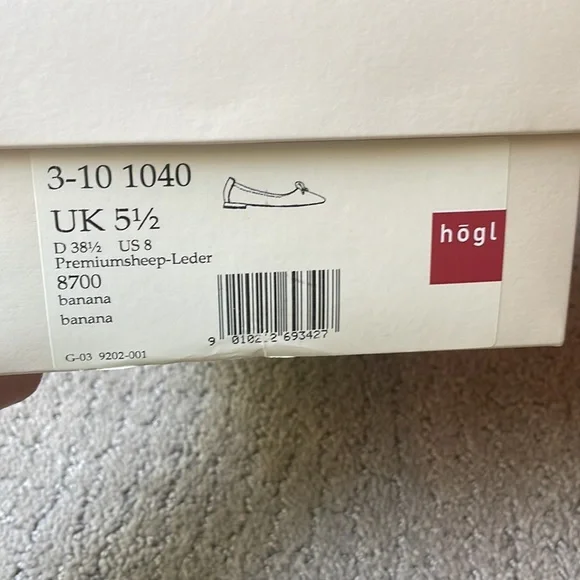 3-10 1040
UK 5½
D 38½ US 8
Premiumsheep-Leder
8700
banana
banana
G-03 9202-001
högl
9 693427